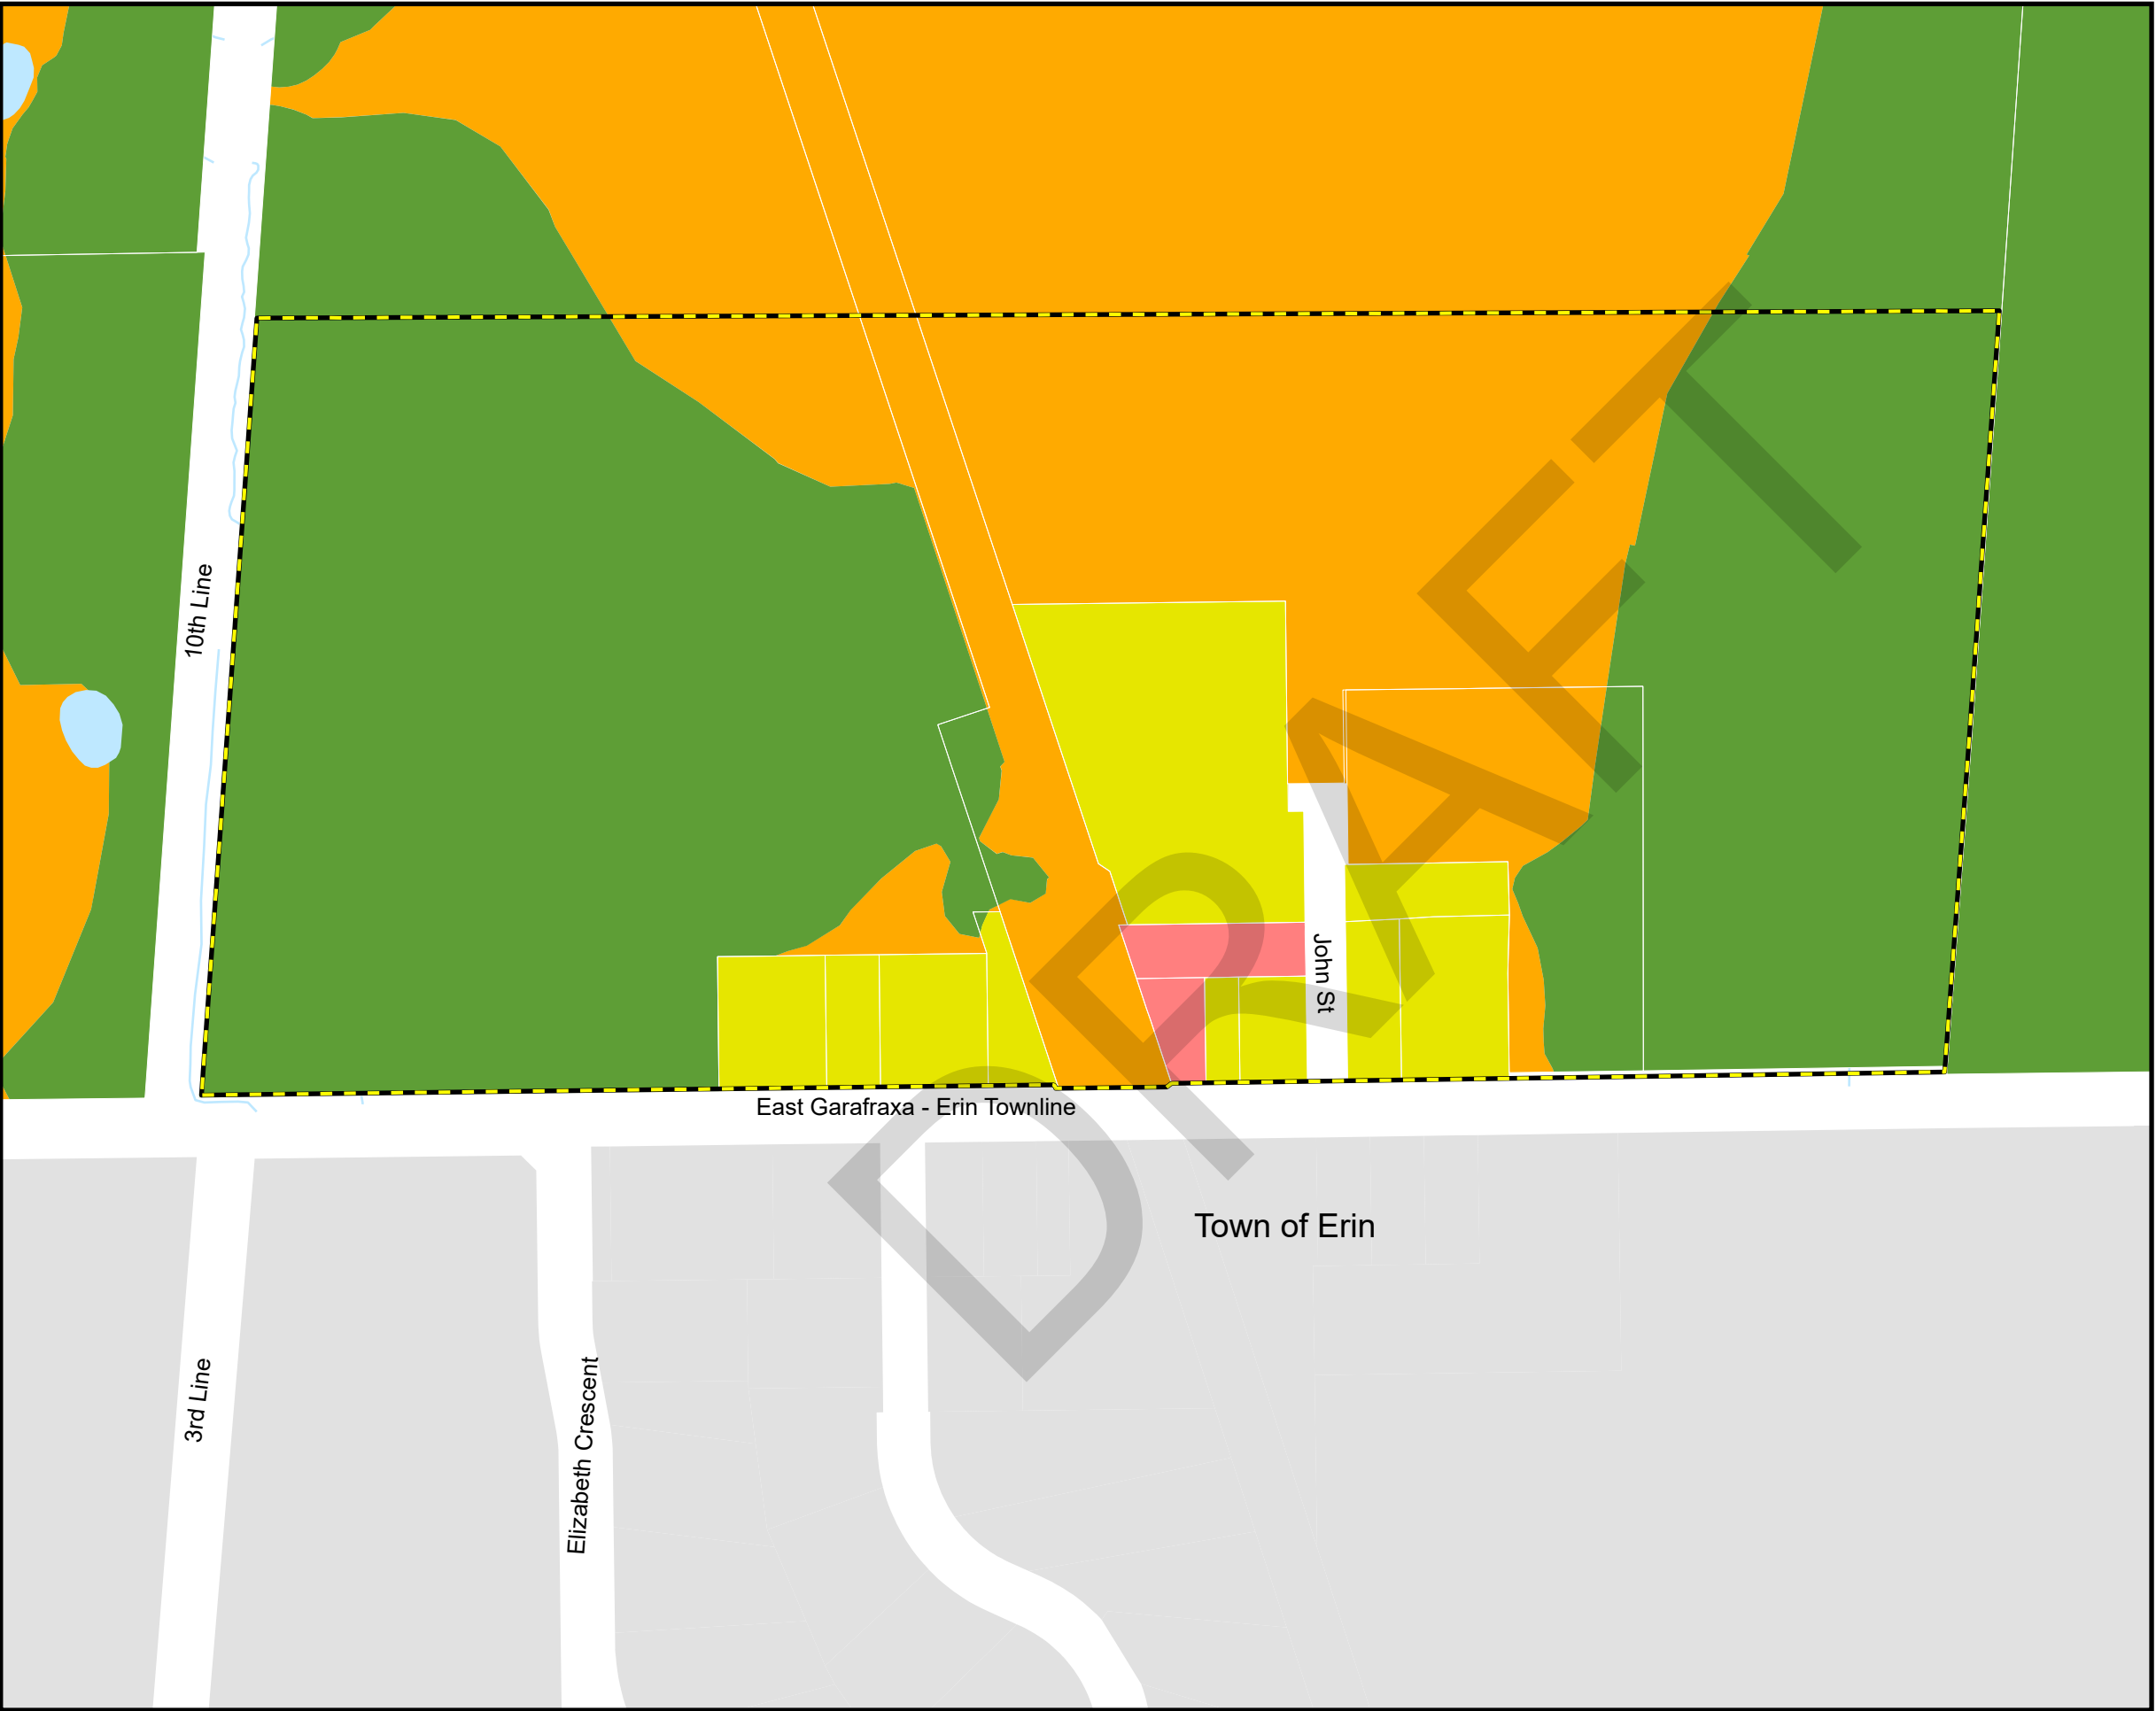 10th Line
John St
East Garafraxa - Erin Townline
Town of Erin
3rd Line
Elizabeth Crescent
DRAFT